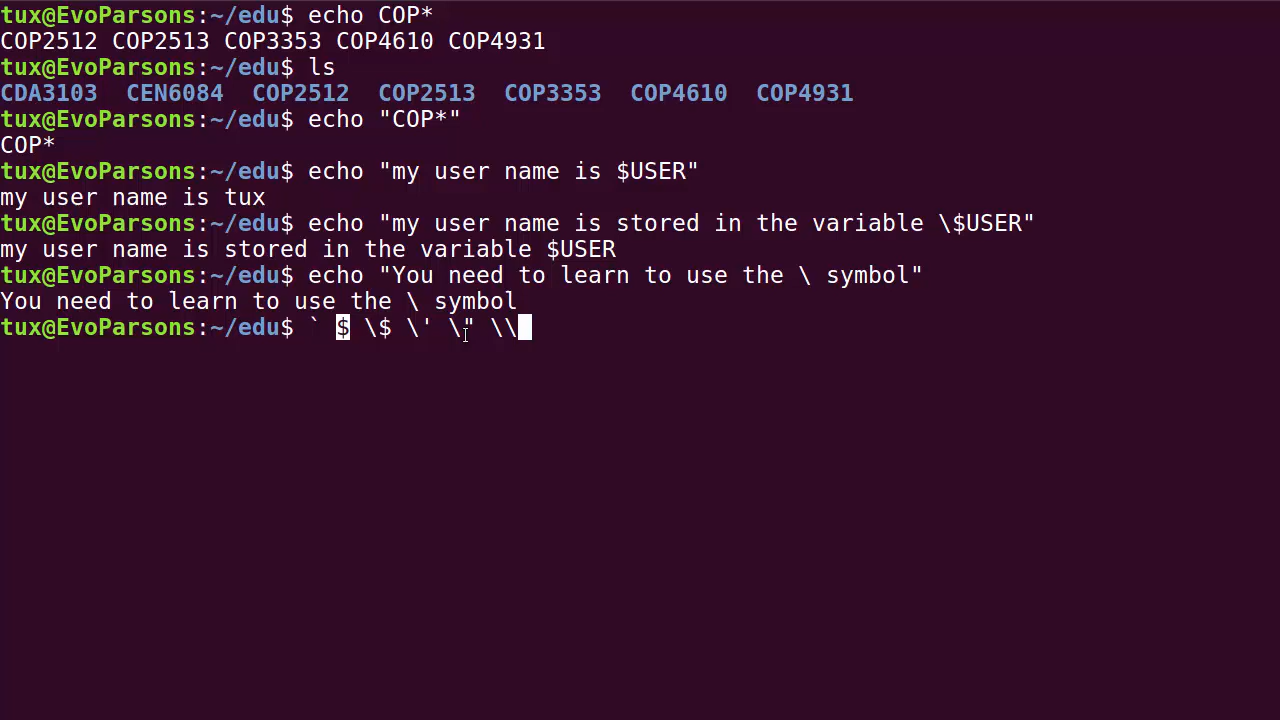 tux@EvoParsons:~/edu$ echo COP*
COP2512 COP2513 COP3353 COP4610 COP4931
tux@EvoParsons:~/edu$ ls
CDA3103  CEN6084  COP2512  COP2513  COP3353  COP4610  COP4931
tux@EvoParsons:~/edu$ echo "COP*"
COP*
tux@EvoParsons:~/edu$ echo "my user name is $USER"
my user name is tux
tux@EvoParsons:~/edu$ echo "my user name is stored in the variable \$USER"
my user name is stored in the variable $USER
tux@EvoParsons:~/edu$ echo "You need to learn to use the \ symbol"
You need to learn to use the \ symbol
tux@EvoParsons:~/edu$ ` $ \$ \' \" \\